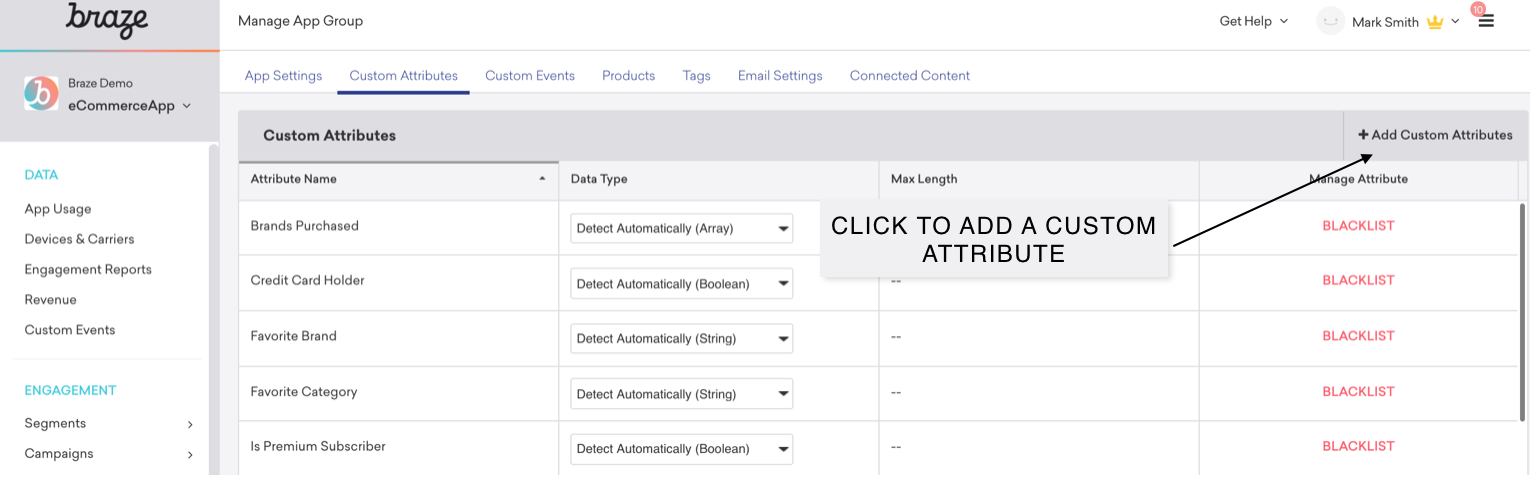 braze
Manage App Group
Get Help
Mark Smith
10
Braze Demo
eCommerceApp
App Settings
Custom Attributes
Custom Events
Products
Tags
Email Settings
Connected Content
DATA
App Usage
Devices & Carriers
Engagement Reports
Revenue
Custom Events
ENGAGEMENT
Segments
Campaigns
Custom Attributes
+ Add Custom Attributes
Attribute Name
Data Type
Max Length
Manage Attribute
Brands Purchased
Detect Automatically (Array)
BLACKLIST
CLICK TO ADD A CUSTOM
ATTRIBUTE
Credit Card Holder
Detect Automatically (Boolean)
--
BLACKLIST
Favorite Brand
Detect Automatically (String)
--
BLACKLIST
Favorite Category
Detect Automatically (String)
--
BLACKLIST
Is Premium Subscriber
Detect Automatically (Boolean)
--
BLACKLIST